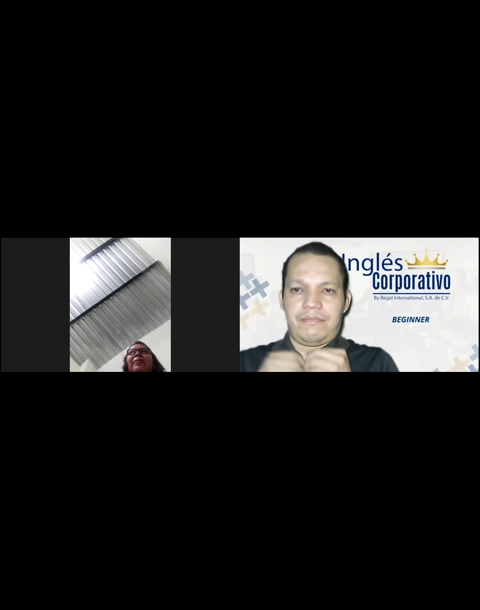 Inglés
Corporativo
By Regal International, S.A. de C.V.
BEGINNER